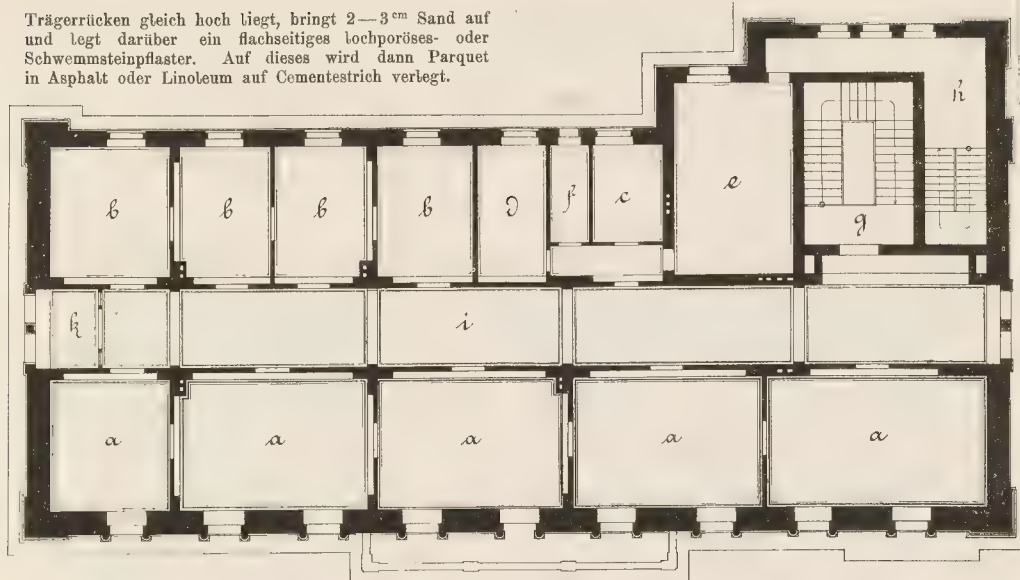 Trägerrücken gleich hoch liegt, bringt 2—3 cm Sand auf
und legt darüber ein flachseitiges lochporöses- oder
Schwemmsteinpflaster. Auf dieses wird dann Parquet
in Asphalt oder Linoleum auf Cementestrich verlegt.
h
b b b b d f c e
g
k i
a a a a a